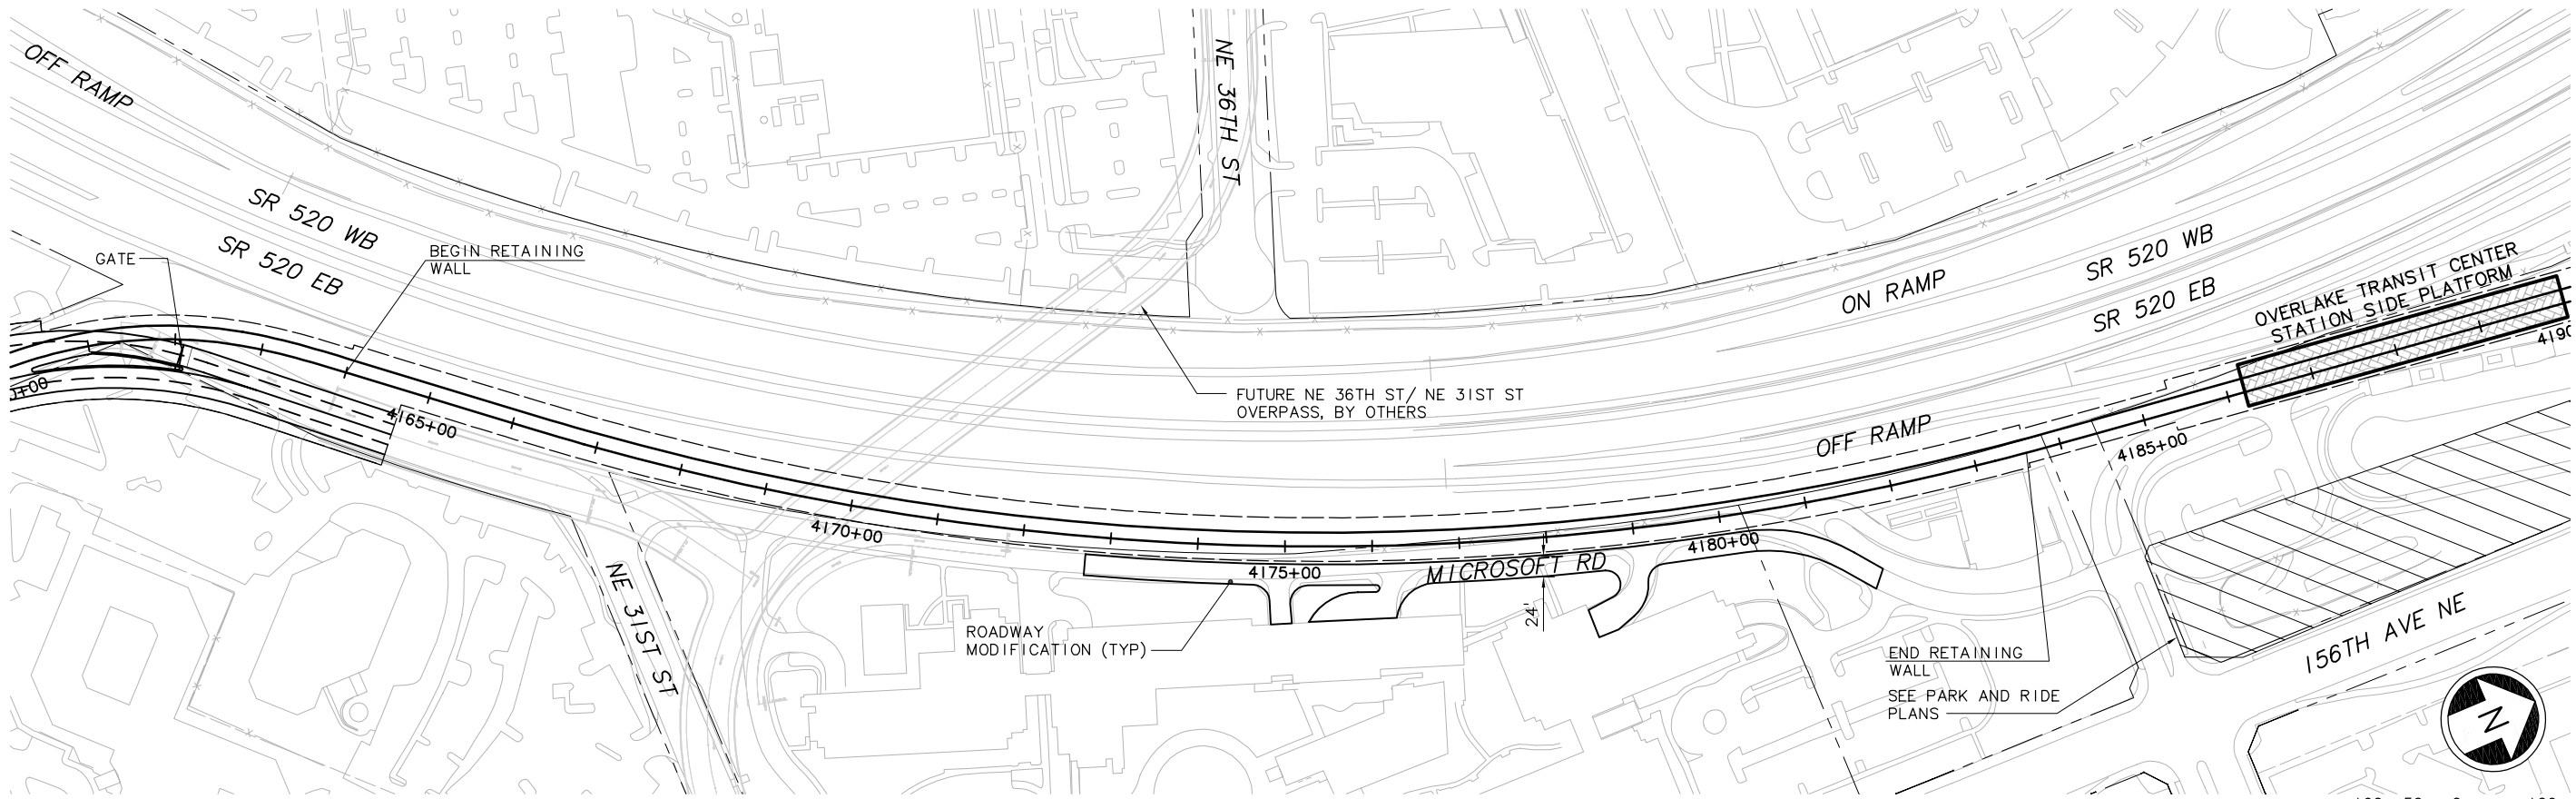 OFF RAMP
NE 36TH ST
SR 520 WB
SR 520 EB
GATE
BEGIN RETAINING
WALL
ON RAMP
SR 520 WB
SR 520 EB
OVERLAKE TRANSIT CENTER
STATION SIDE PLATFORM
4190
0+00
4165+00
FUTURE NE 36TH ST/ NE 31ST ST
OVERPASS, BY OTHERS
OFF RAMP
4185+00
4170+00
4180+00
4175+00
MICROSOFT RD
24'
NE 31ST ST
ROADWAY
MODIFICATION (TYP)
156TH AVE NE
END RETAINING
WALL
SEE PARK AND RIDE
PLANS
N